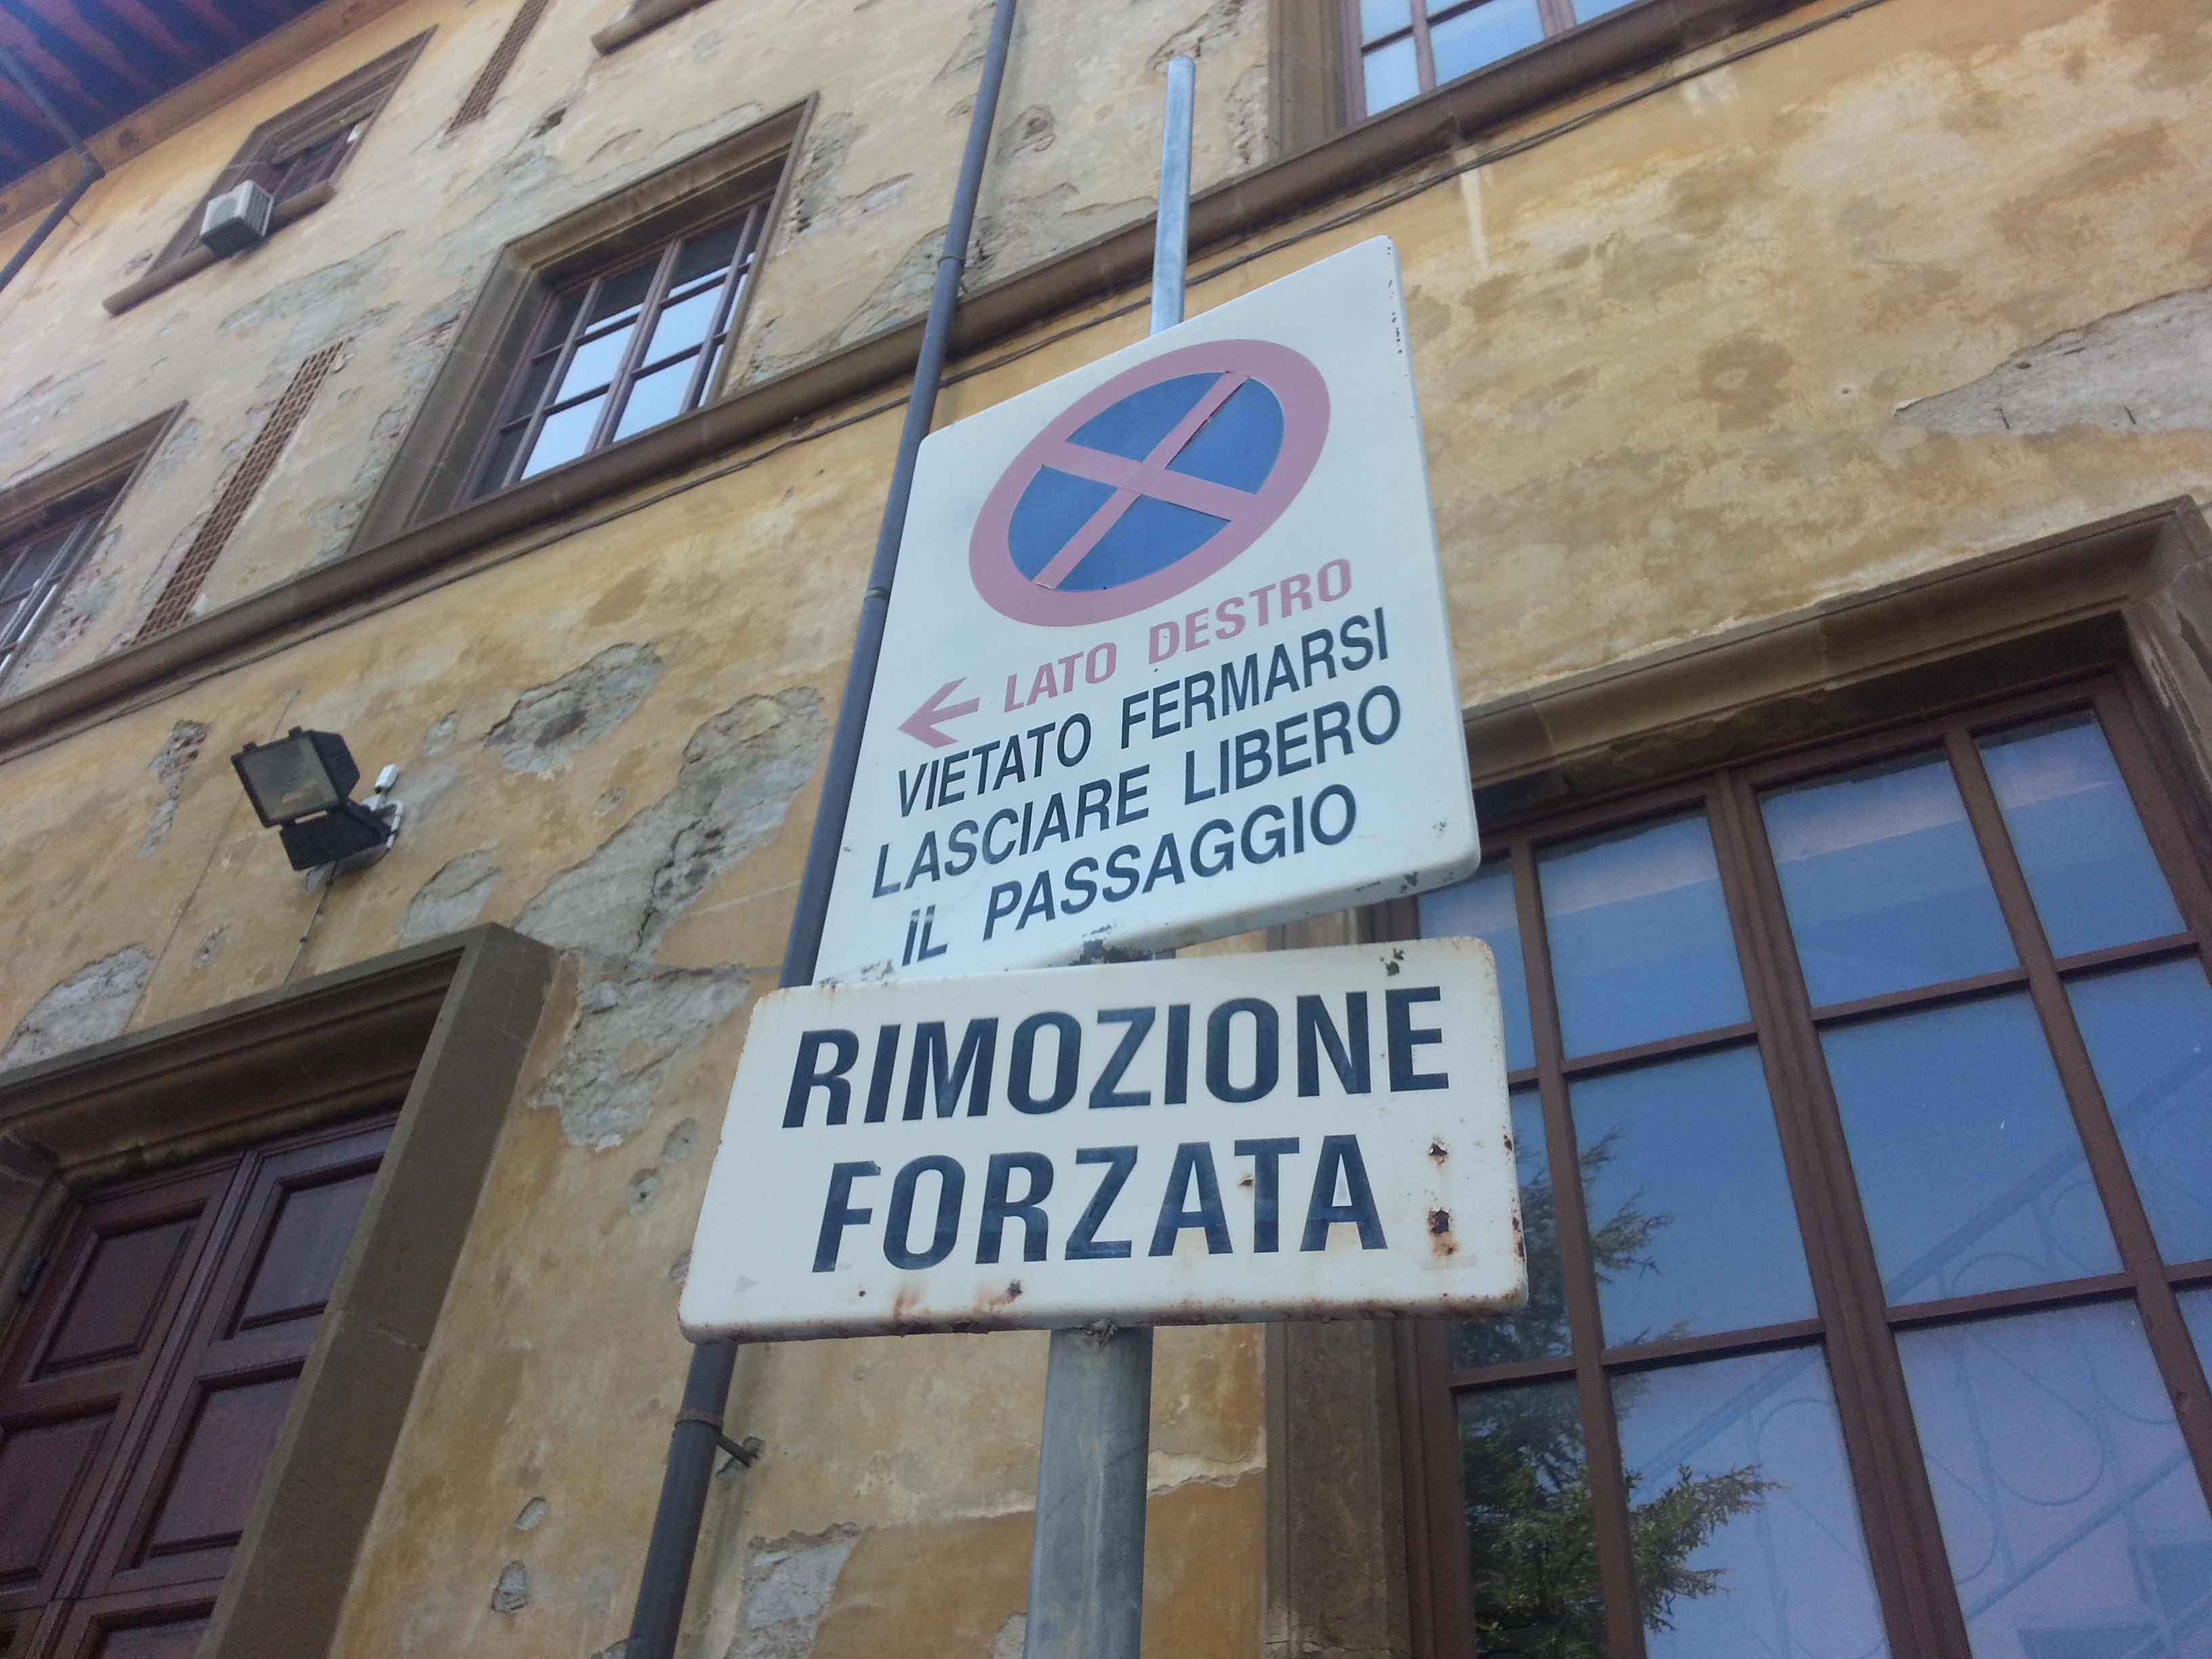 LATO DESTRO
VIETATO FERMARSI
LASCIARE LIBERO
IL PASSAGGIO
RIMOZIONE
FORZATA